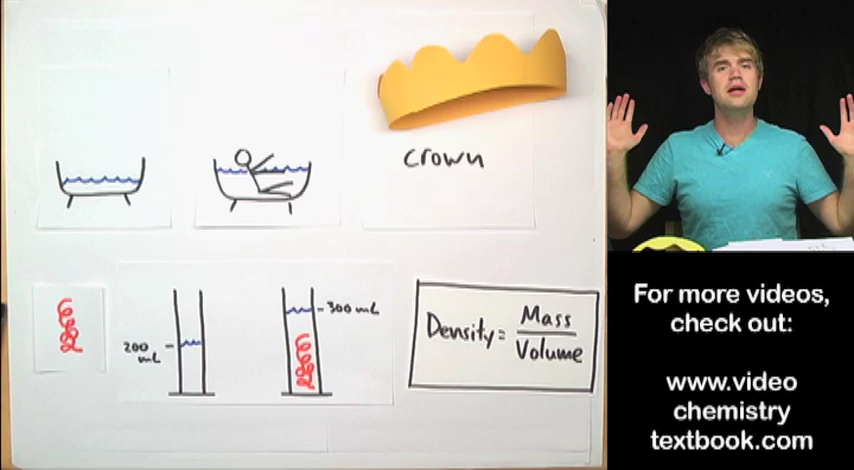 crown
200
mL
300 mL
Density = Mass
Volume
For more videos,
check out:
www.video
chemistry
textbook.com